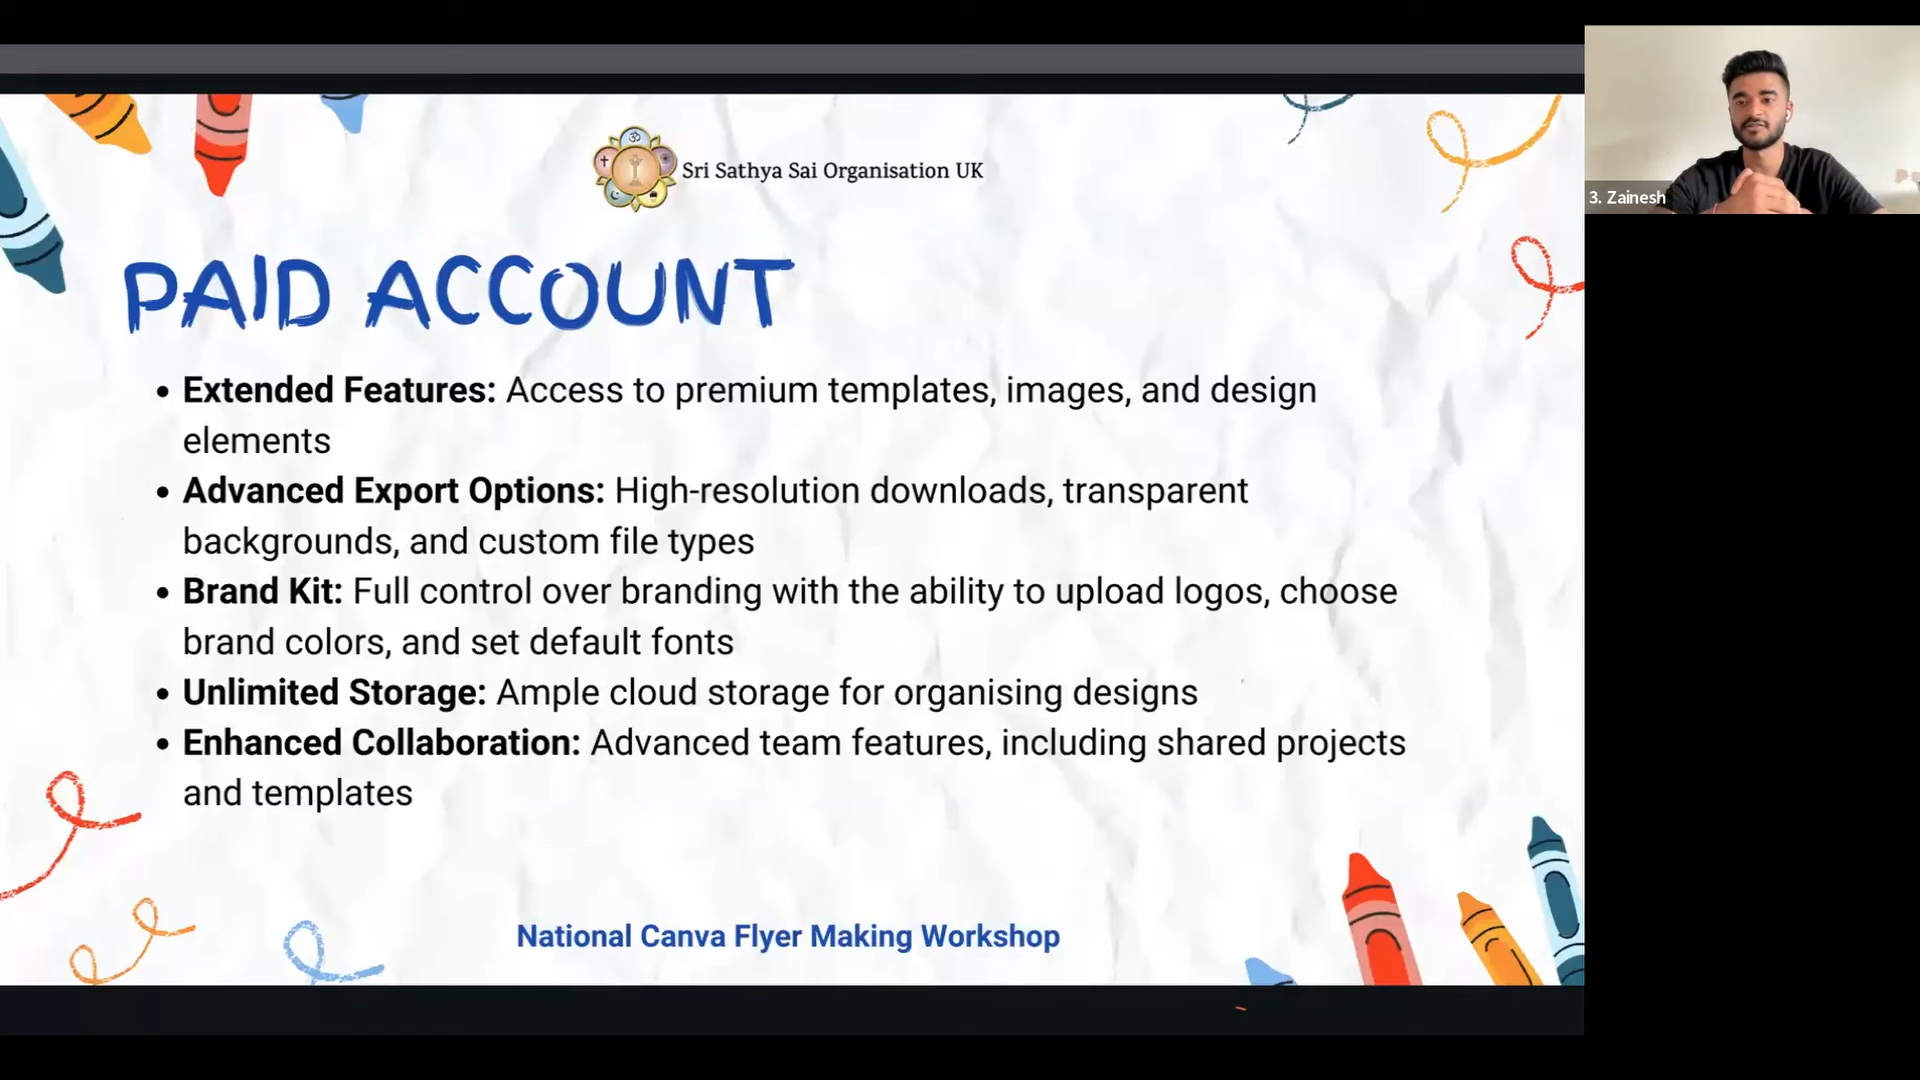 Sri Sathya Sai Organisation UK
3. Zainesh
PAID ACCOUNT
• Extended Features: Access to premium templates, images, and design
elements
• Advanced Export Options: High-resolution downloads, transparent
backgrounds, and custom file types
• Brand Kit: Full control over branding with the ability to upload logos, choose
brand colors, and set default fonts
• Unlimited Storage: Ample cloud storage for organising designs
• Enhanced Collaboration: Advanced team features, including shared projects
and templates
National Canva Flyer Making Workshop